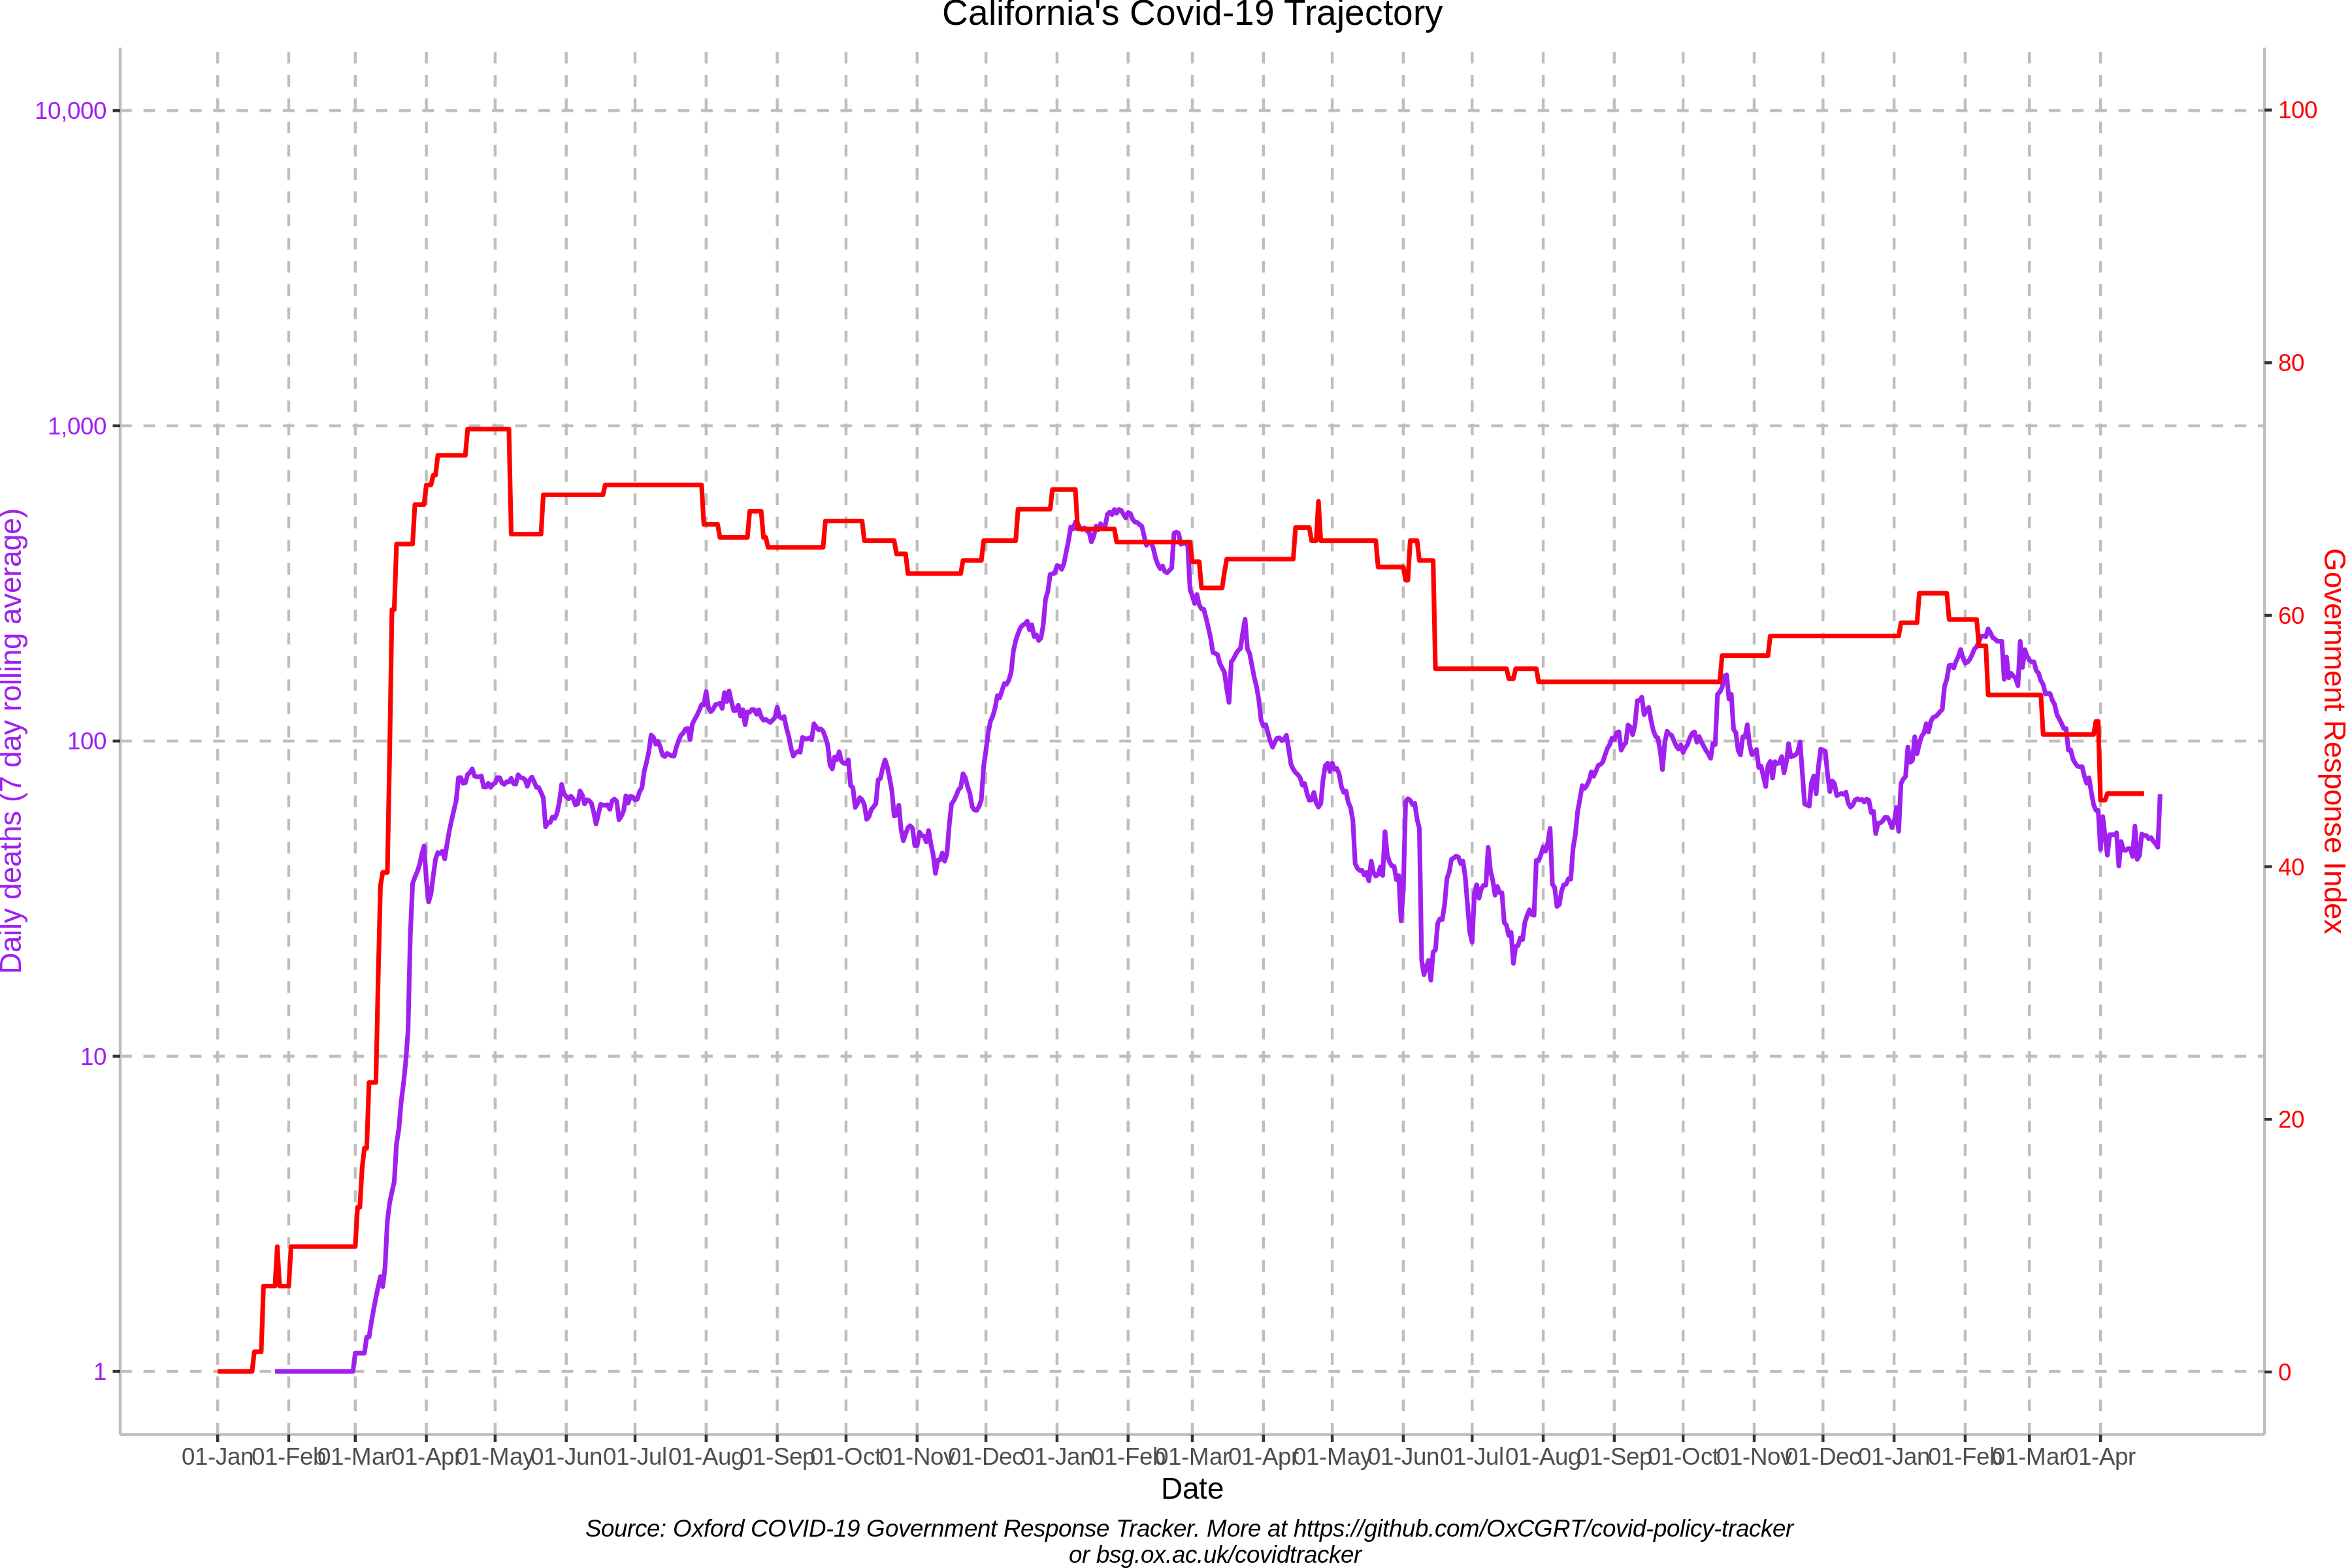 California's Covid-19 Trajectory
10,000
1,000
100
10
1
Daily deaths (7 day rolling average)
100
80
60
40
20
0
Government Response Index
01-Jan 01-Feb 01-Mar 01-Apr 01-May 01-Jun 01-Jul 01-Aug 01-Sep 01-Oct 01-Nov 01-Dec 01-Jan 01-Feb 01-Mar 01-Apr 01-May 01-Jun 01-Jul 01-Aug 01-Sep 01-Oct 01-Nov 01-Dec 01-Jan 01-Feb 01-Mar 01-Apr
Date
Source: Oxford COVID-19 Government Response Tracker. More at https://github.com/OxCGRT/covid-policy-tracker
or bsg.ox.ac.uk/covidtracker